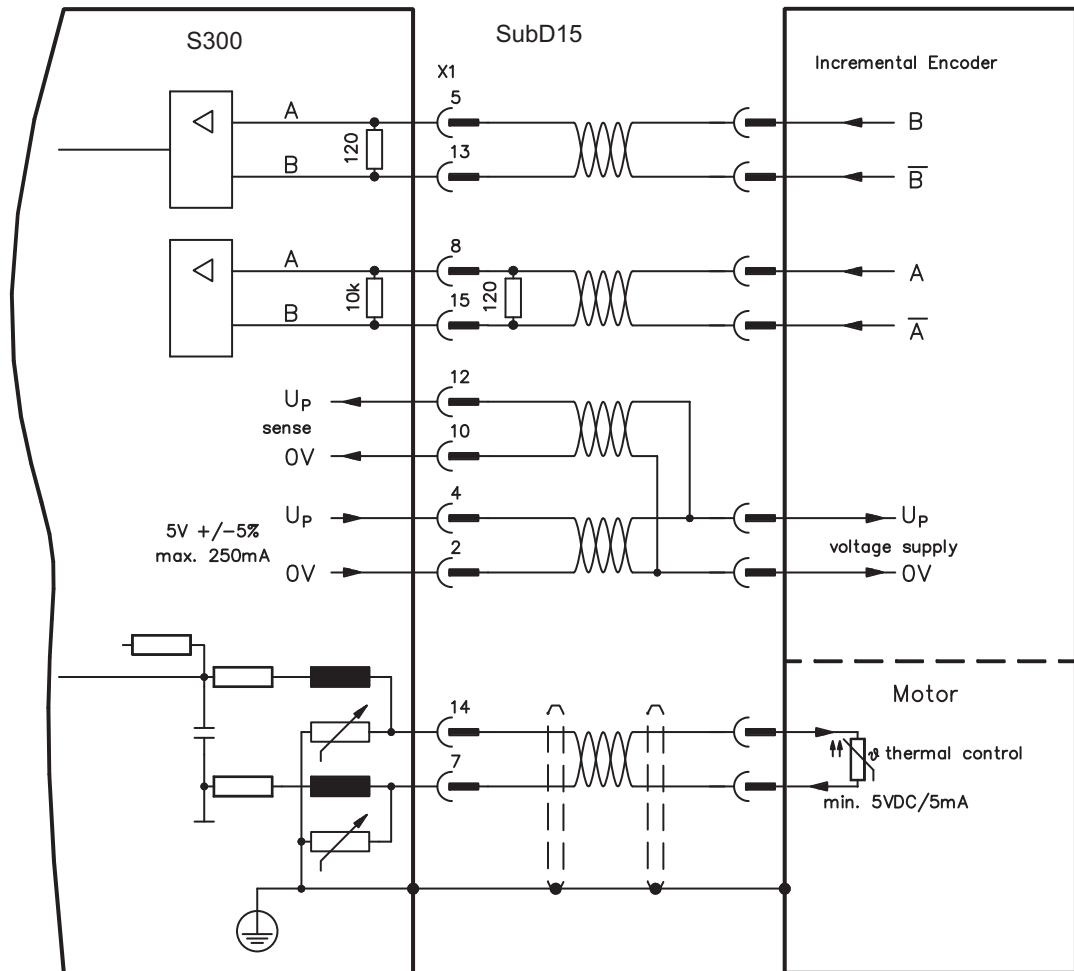 S300
SubD15
X1
Incremental Encoder
A
5
B
120
B
13
B̅
A
8
A
10k
120
B
15
A̅
UP
12
sense
0V
10
5V +/-5%
max. 250mA
UP
4
UP
voltage supply
0V
2
0V
Motor
14
ϑ thermal control
7
min. 5VDC/5mA